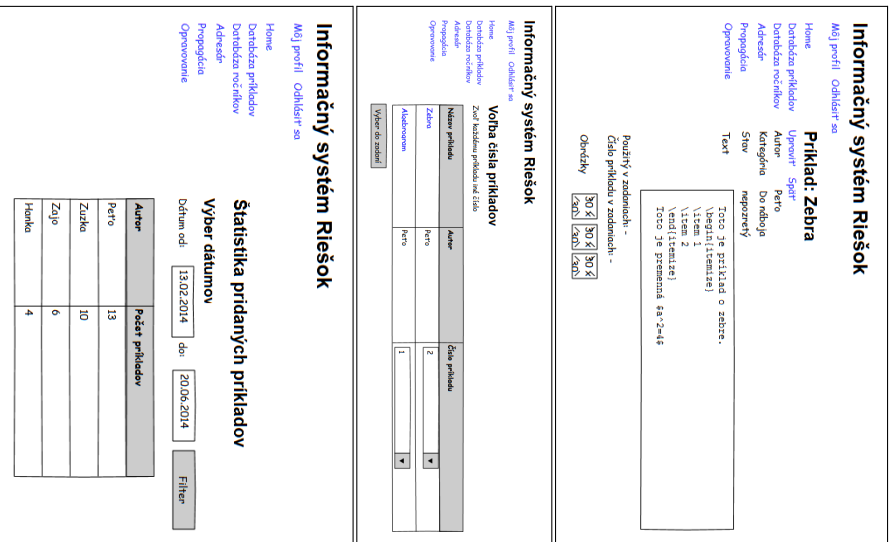 Informačný systém Riešok
Môj profil Odhlásiť sa
Home
Databáza príkladov
Databáza ročníkov
Adresár
Propagácia
Opravovanie
Príklad: Zebra
Upraviť Späť
Autor Peťo
Kategória Do náboja
Stav nepozretý
Text
Toto je príklad o zebre.
\begin{itemize}
\item 1
\item 2
\end{itemize}
Toto je premenná $a^2=4$
Použitý v zadaniach: -
Číslo príkladu v zadaniach: -
Obrázky
Informačný systém Riešok
Môj profil Odhlásiť sa
Home
Databáza príkladov
Databáza ročníkov
Adresár
Propagácia
Opravovanie
Voľba čísla príkladov
Zvoľ každému príkladu iné číslo
Názov príkladu Autor Číslo príkladu
Zebra Peťo 2
Algebrogram Peťo 1
Vyber do zadaní
Informačný systém Riešok
Môj profil Odhlásiť sa
Home
Databáza príkladov
Databáza ročníkov
Adresár
Propagácia
Opravovanie
Štatistika pridaných príkladov
Výber dátumov
Dátum od: 13.02.2014 do: 20.06.2014 Filter
Autor Počet príkladov
Peťo 13
Zuzka 10
Zajo 6
Hanka 4